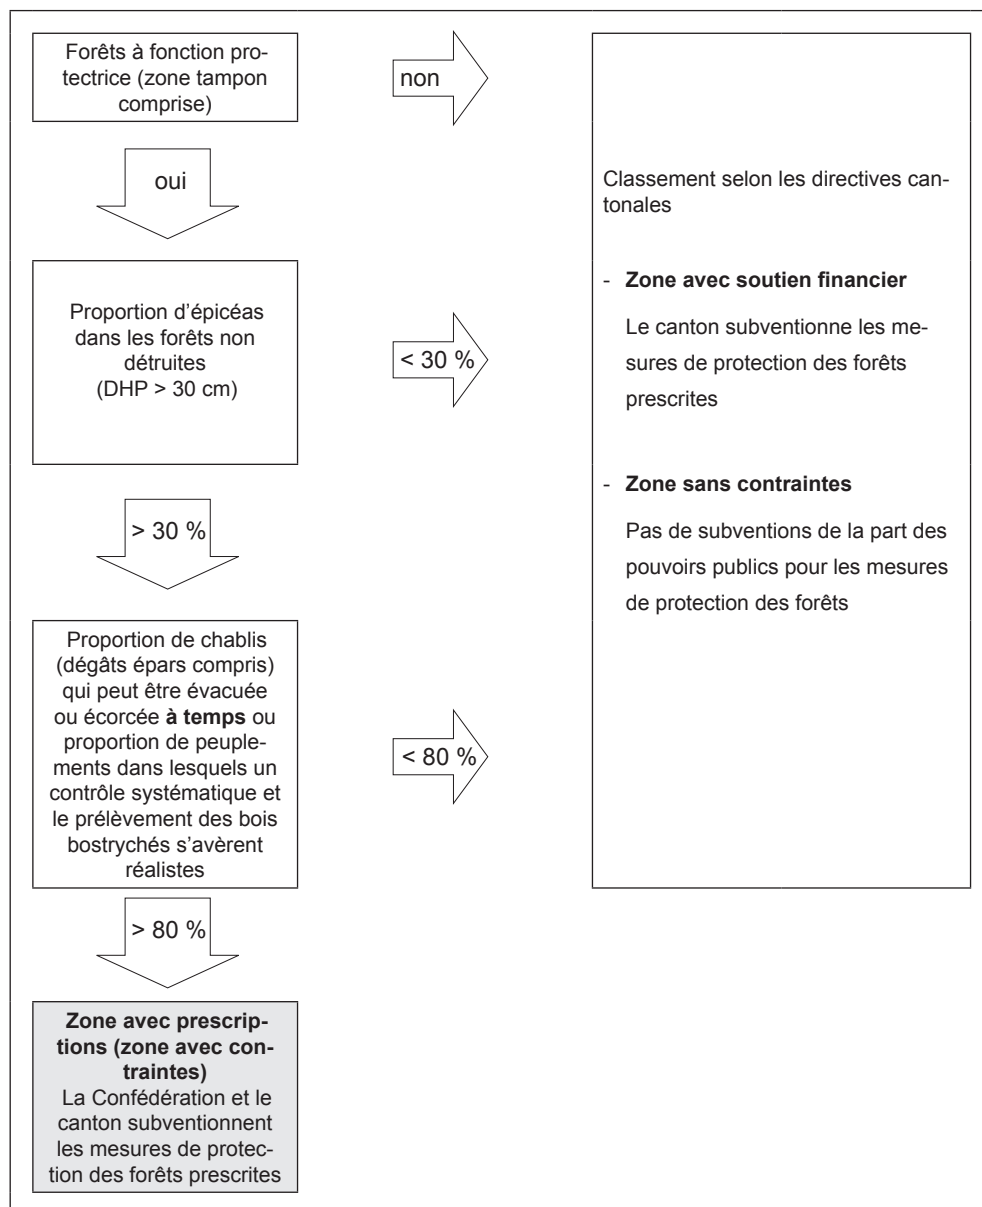 Forêts à fonction pro-
tectrice (zone tampon
comprise)
non
oui
Proportion d'épicéas
dans les forêts non
détruites
(DHP > 30 cm)
< 30 %
> 30 %
Proportion de chablis
(dégâts épars compris)
qui peut être évacuée
ou écorcée à temps ou
proportion de peuple-
ments dans lesquels un
contrôle systématique et
le prélèvement des bois
bostrychés s'avèrent
réalistes
< 80 %
> 80 %
Zone avec prescrip-
tions (zone avec con-
traintes)
La Confédération et le
canton subventionnent
les mesures de protec-
tion des forêts prescrites
Classement selon les directives can-
tonales
- Zone avec soutien financier
Le canton subventionne les me-
sures de protection des forêts
prescrites
- Zone sans contraintes
Pas de subventions de la part des
pouvoirs publics pour les mesures
de protection des forêts